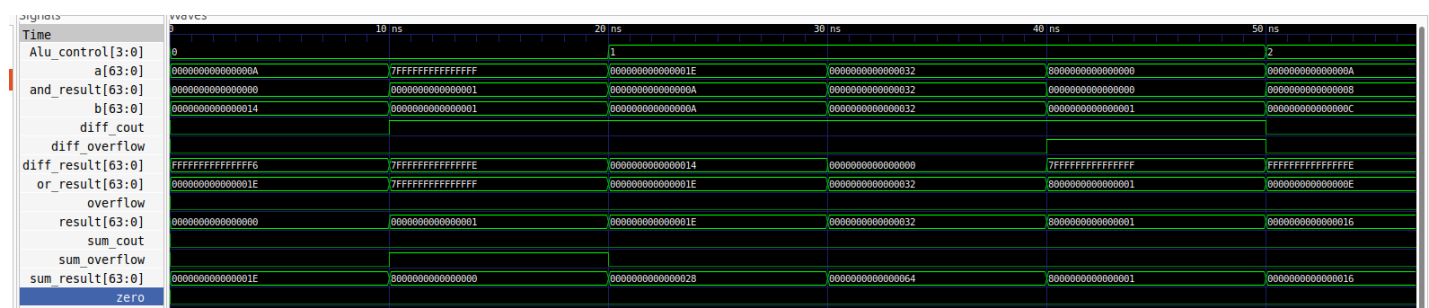 Signals Waves
Time 0 10 ns 20 ns 30 ns 40 ns 50 ns
Alu_control[3:0] 0 1 2
a[63:0] 000000000000000A 7FFFFFFFFFFFFFFF 000000000000001E 0000000000000032 8000000000000000 000000000000000A
and_result[63:0] 0000000000000000 0000000000000001 000000000000000A 0000000000000032 0000000000000000 0000000000000008
b[63:0] 0000000000000014 0000000000000001 000000000000000A 0000000000000032 0000000000000001 000000000000000C
diff_cout
diff_overflow
diff_result[63:0] FFFFFFFFFFFFFFF6 7FFFFFFFFFFFFFFE 0000000000000014 0000000000000000 7FFFFFFFFFFFFFFF FFFFFFFFFFFFFFFE
or_result[63:0] 000000000000001E 7FFFFFFFFFFFFFFF 000000000000001E 0000000000000032 8000000000000001 000000000000000E
overflow
result[63:0] 0000000000000000 0000000000000001 000000000000001E 0000000000000032 8000000000000001 0000000000000016
sum_cout
sum_overflow
sum_result[63:0] 000000000000001E 8000000000000000 0000000000000028 0000000000000064 8000000000000001 0000000000000016
zero